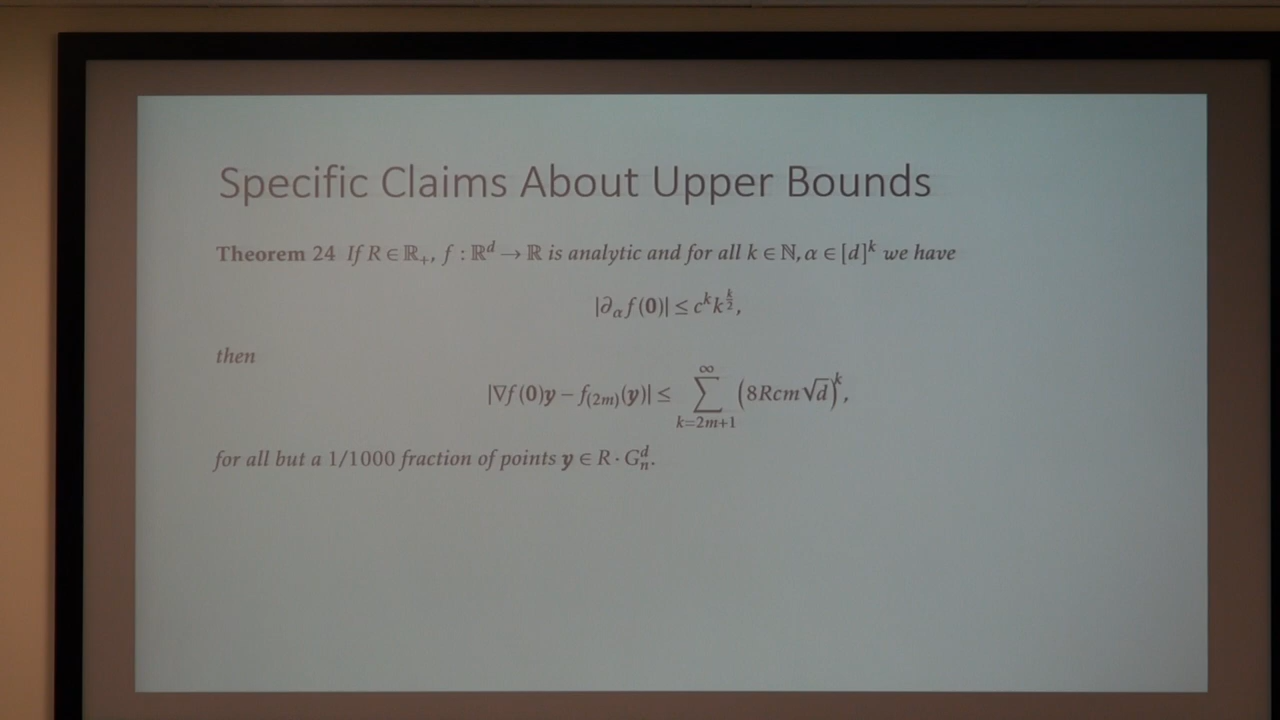 Specific Claims About Upper Bounds
Theorem 24 If R ∈ ℝ₊, f : ℝᵈ → ℝ is analytic and for all k ∈ ℕ, α ∈ [d]ᵏ we have
|∂_α f(𝟎)| ≤ c^k k^{k/2},
then
|∇f(𝟎)𝒚 − f_{(2m)}(𝒚)| ≤ ∑_{k=2m+1}^{∞} (8Rcm√d)^k,
for all but a 1/1000 fraction of points 𝒚 ∈ R · G_n^d.